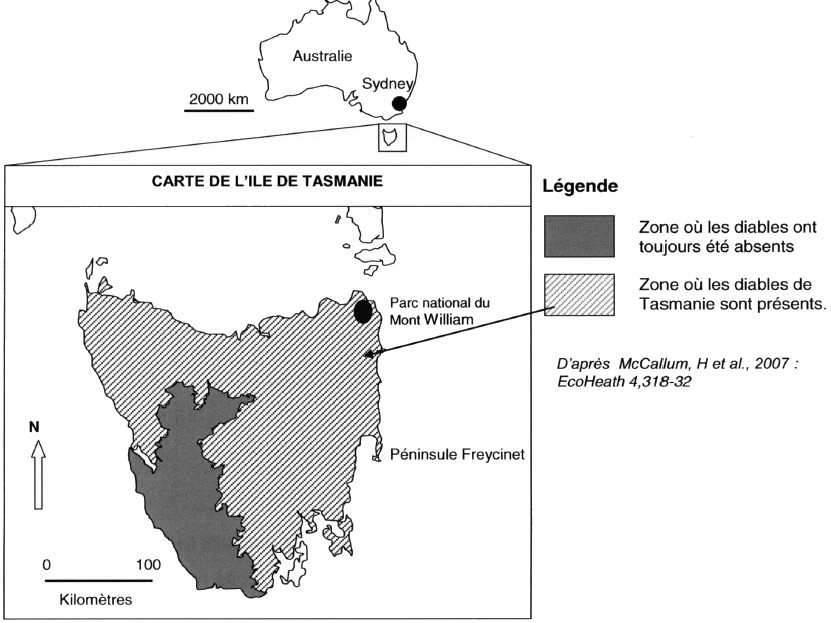 Australie
Sydney
2000 km
CARTE DE L'ILE DE TASMANIE
Légende
Zone où les diables ont
toujours été absents
Zone où les diables de
Tasmanie sont présents.
Parc national du
Mont William
D'après McCallum, H et al., 2007 :
EcoHeath 4,318-32
N
Péninsule Freycinet
0 100
Kilomètres